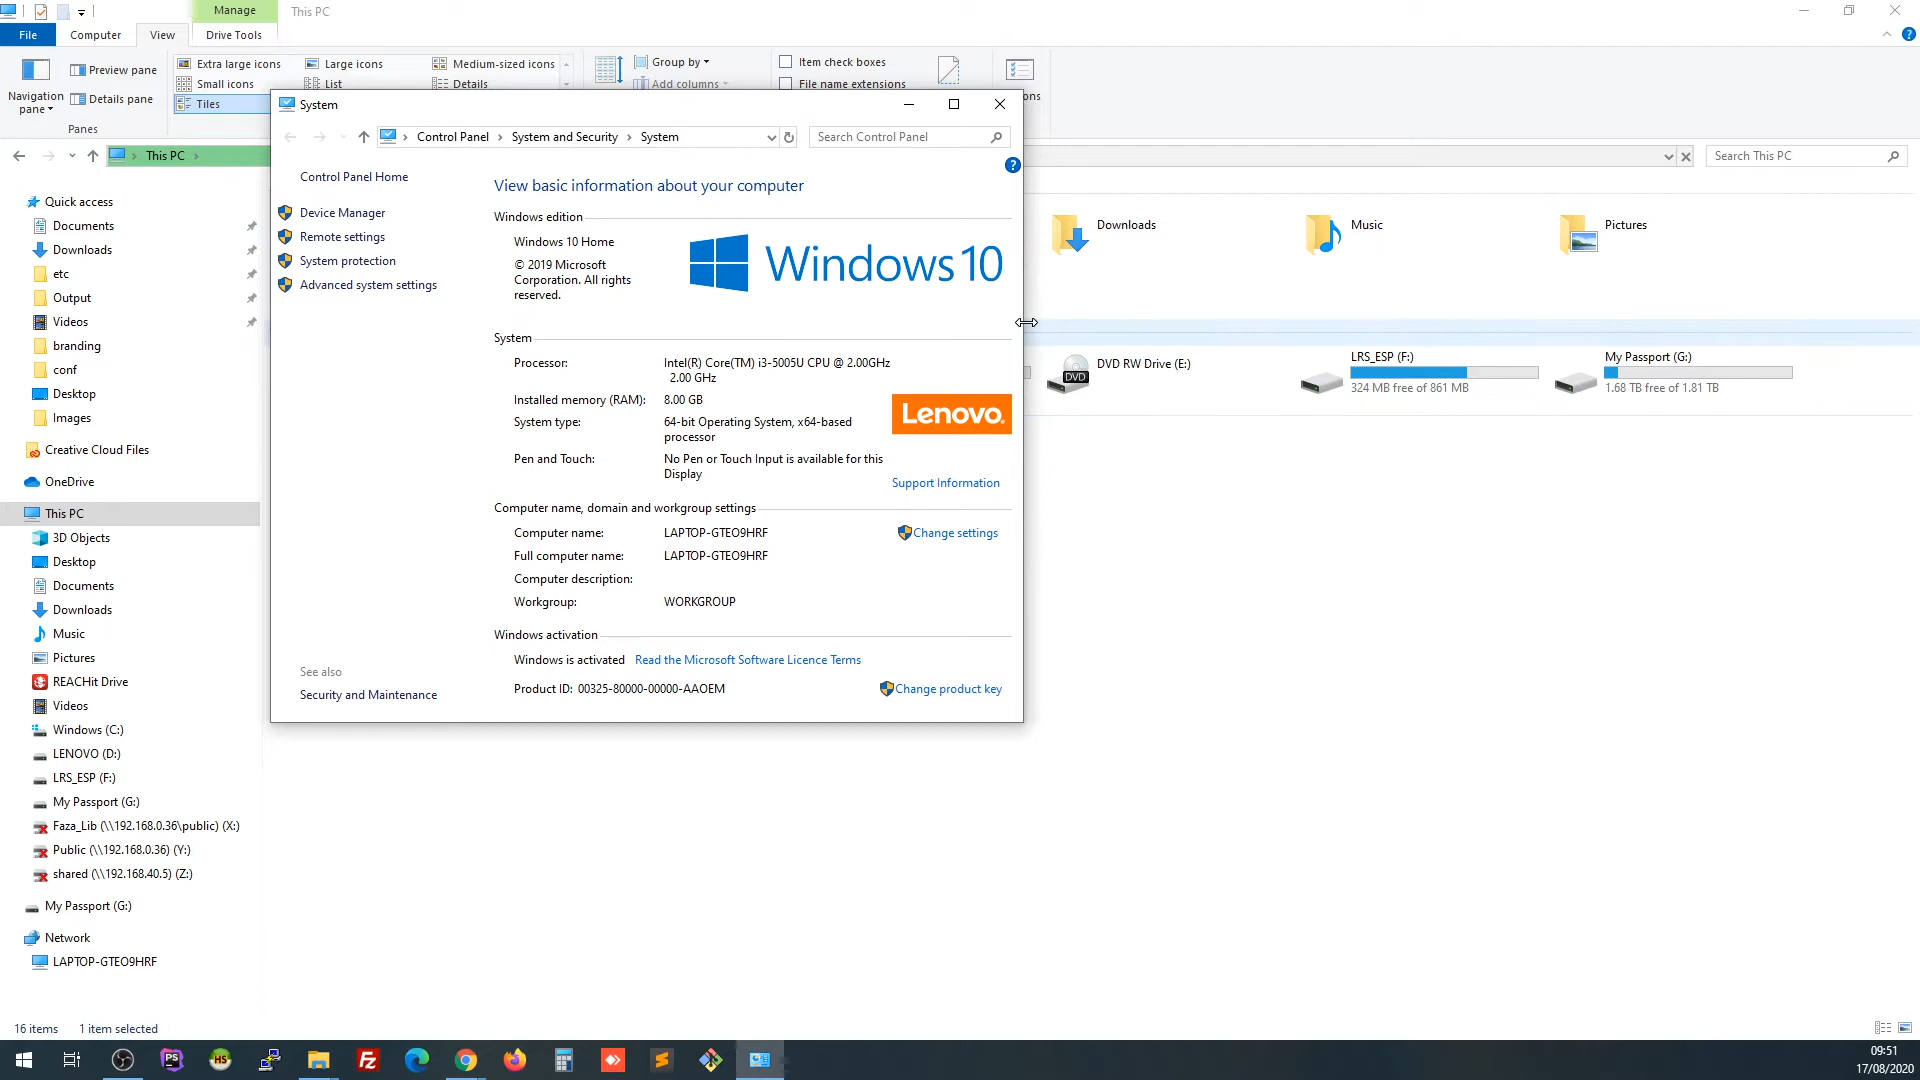 Manage
This PC
File
Computer
View
Drive Tools
Navigation pane
Preview pane
Details pane
Panes
Extra large icons
Large icons
Medium-sized icons
Small icons
List
Details
Tiles
Group by
Add columns
Item check boxes
File name extensions
This PC
Search This PC
Quick access
Documents
Downloads
etc
Output
Videos
branding
conf
Desktop
Images
Creative Cloud Files
OneDrive
This PC
3D Objects
Desktop
Documents
Downloads
Music
Pictures
REACHit Drive
Videos
Windows (C:)
LENOVO (D:)
LRS_ESP (F:)
My Passport (G:)
Faza_Lib (\\192.168.0.36\public) (X:)
Public (\\192.168.0.36) (Y:)
shared (\\192.168.40.5) (Z:)
My Passport (G:)
Network
LAPTOP-GTEO9HRF
System
Control Panel
System and Security
System
Search Control Panel
Control Panel Home
Device Manager
Remote settings
System protection
Advanced system settings
See also
Security and Maintenance
View basic information about your computer
Windows edition
Windows 10 Home
© 2019 Microsoft
Corporation. All rights
reserved.
Windows 10
System
Processor: Intel(R) Core(TM) i3-5005U CPU @ 2.00GHz
2.00 GHz
Installed memory (RAM): 8.00 GB
System type: 64-bit Operating System, x64-based
processor
Pen and Touch: No Pen or Touch Input is available for this
Display
Lenovo.
Support Information
Computer name, domain and workgroup settings
Computer name: LAPTOP-GTEO9HRF
Change settings
Full computer name: LAPTOP-GTEO9HRF
Computer description:
Workgroup: WORKGROUP
Windows activation
Windows is activated Read the Microsoft Software Licence Terms
Product ID: 00325-80000-00000-AAOEM
Change product key
Downloads
Music
Pictures
DVD RW Drive (E:)
DVD
LRS_ESP (F:)
324 MB free of 861 MB
My Passport (G:)
1.68 TB free of 1.81 TB
16 items
1 item selected
PS
HS
Fz
09:51
17/08/2020